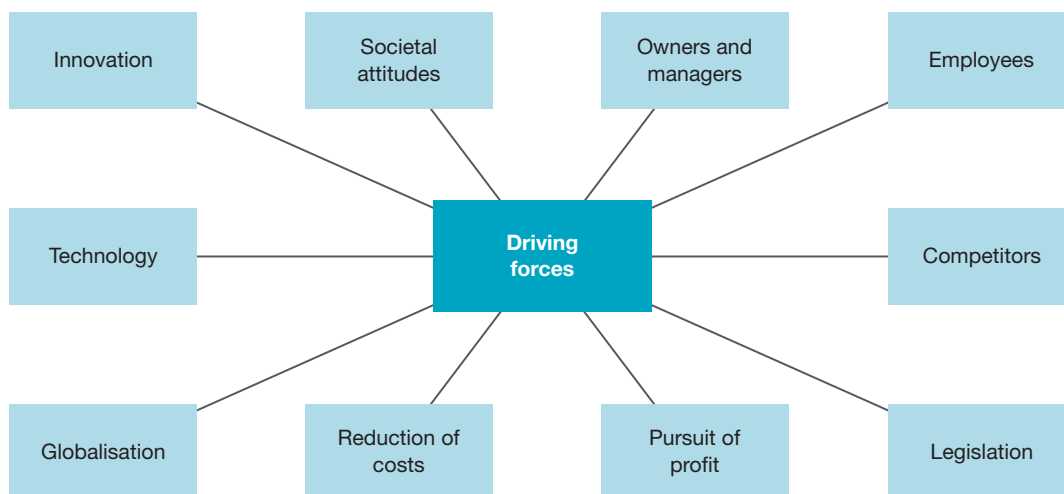 Innovation
Societal
attitudes
Owners and
managers
Employees
Technology
Driving
forces
Competitors
Globalisation
Reduction of
costs
Pursuit of
profit
Legislation